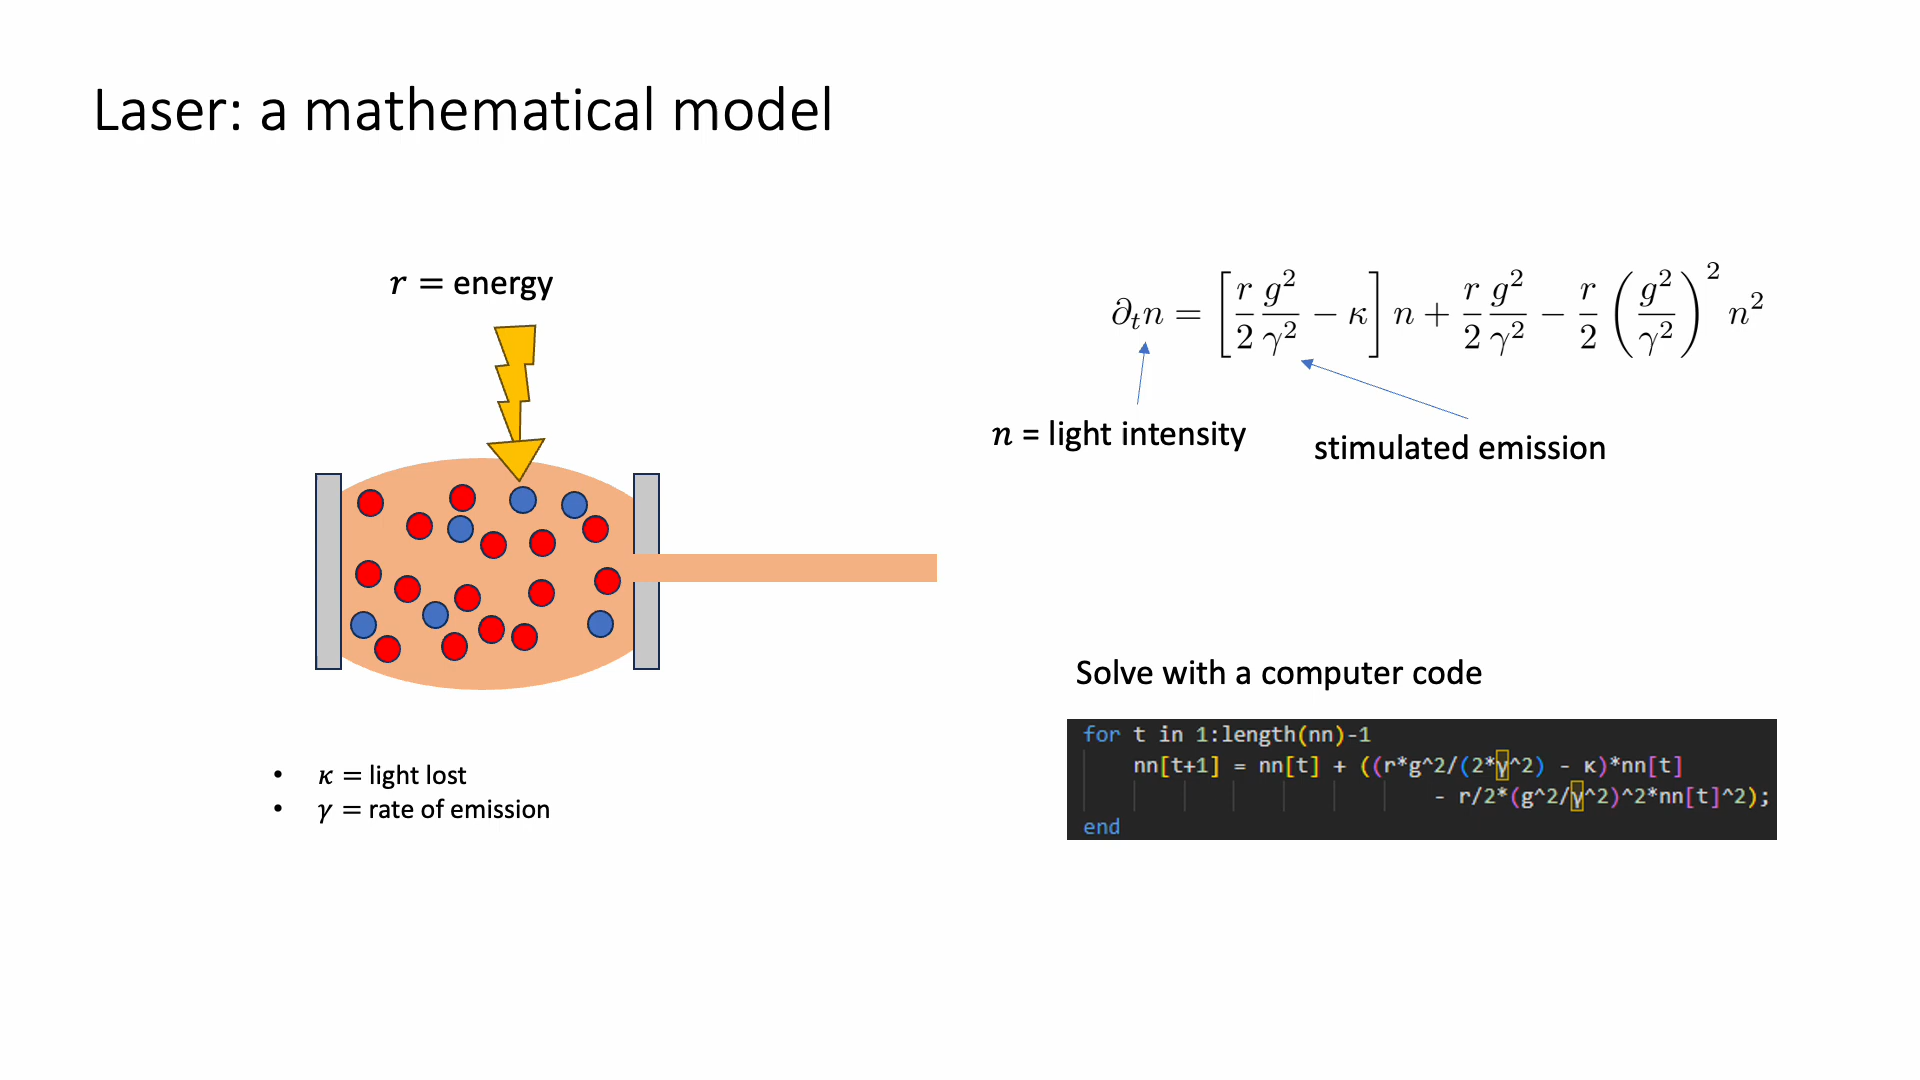 Laser: a mathematical model
r = energy
∂ₜn = [r/2 g²/γ² − κ] n + r/2 g²/γ² − r/2 (g²/γ²)² n²
n = light intensity
stimulated emission
Solve with a computer code
for t in 1:length(nn)-1
nn[t+1] = nn[t] + ((r*g^2/(2*γ^2) - κ)*nn[t]
- r/2*(g^2/γ^2)^2*nn[t]^2);
end
• κ = light lost
• γ = rate of emission